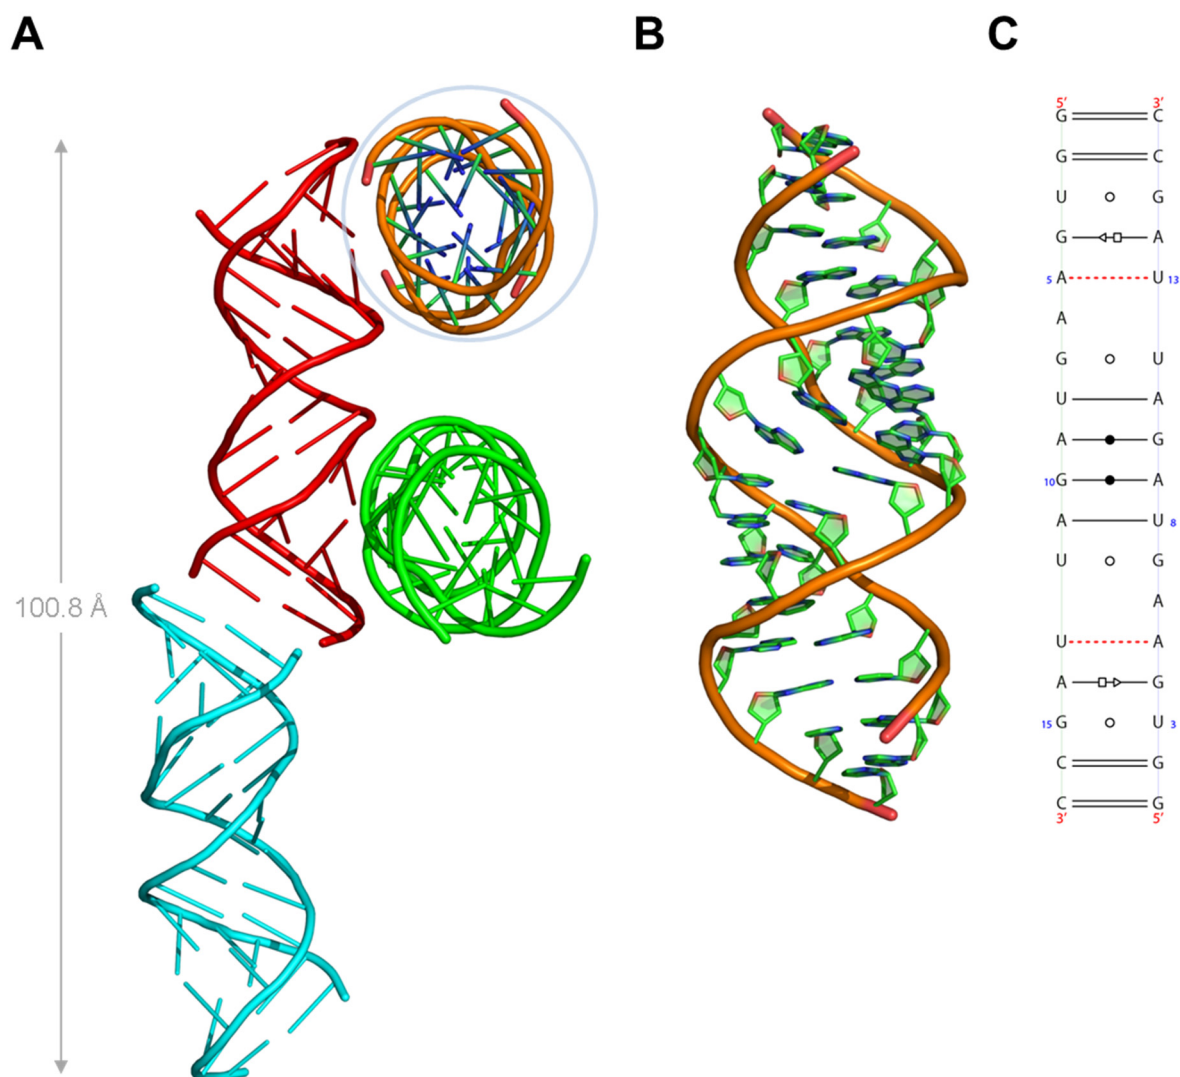 A
B
C
100.8 Å
5' 3'
G C
G C
U G
G A
5 A U 13
A
G U
U A
A G
10 G A
A U 8
U G
A
U A
A G
15 G U 3
C G
C G
3' 5'